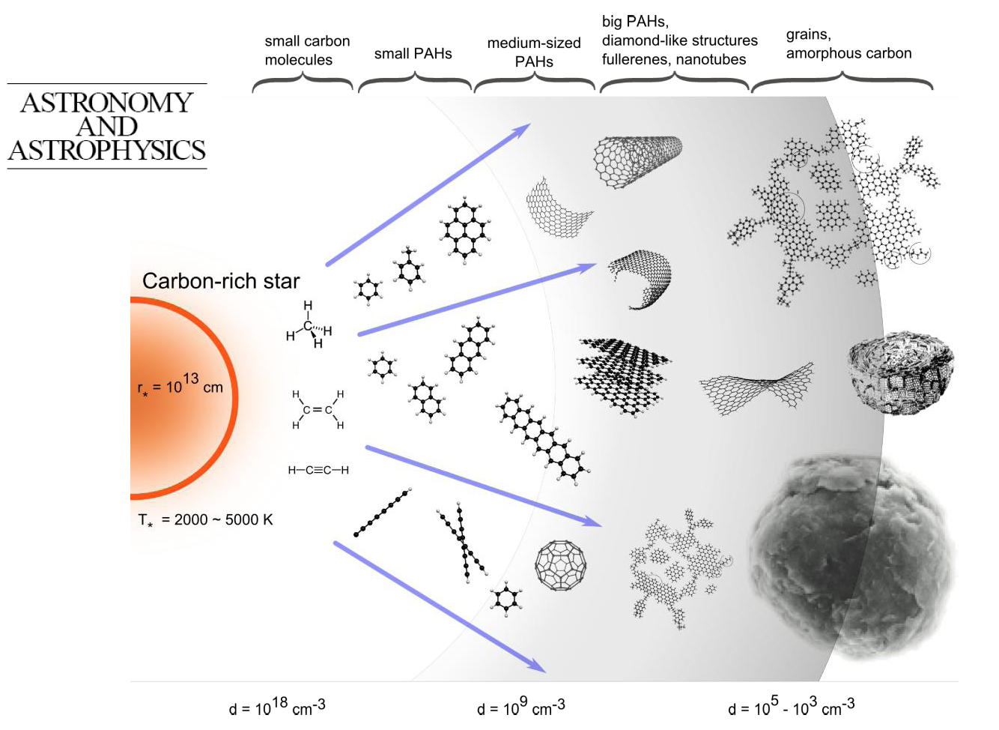 small carbon
molecules
small PAHs
medium-sized
PAHs
big PAHs,
diamond-like structures
fullerenes, nanotubes
grains,
amorphous carbon
ASTRONOMY
AND
ASTROPHYSICS
Carbon-rich star
H
H C H
H
r* = 10^13 cm
H H
C=C
H H
H–C≡C–H
T* = 2000 ~ 5000 K
d = 10^18 cm^-3
d = 10^9 cm^-3
d = 10^5 - 10^3 cm^-3